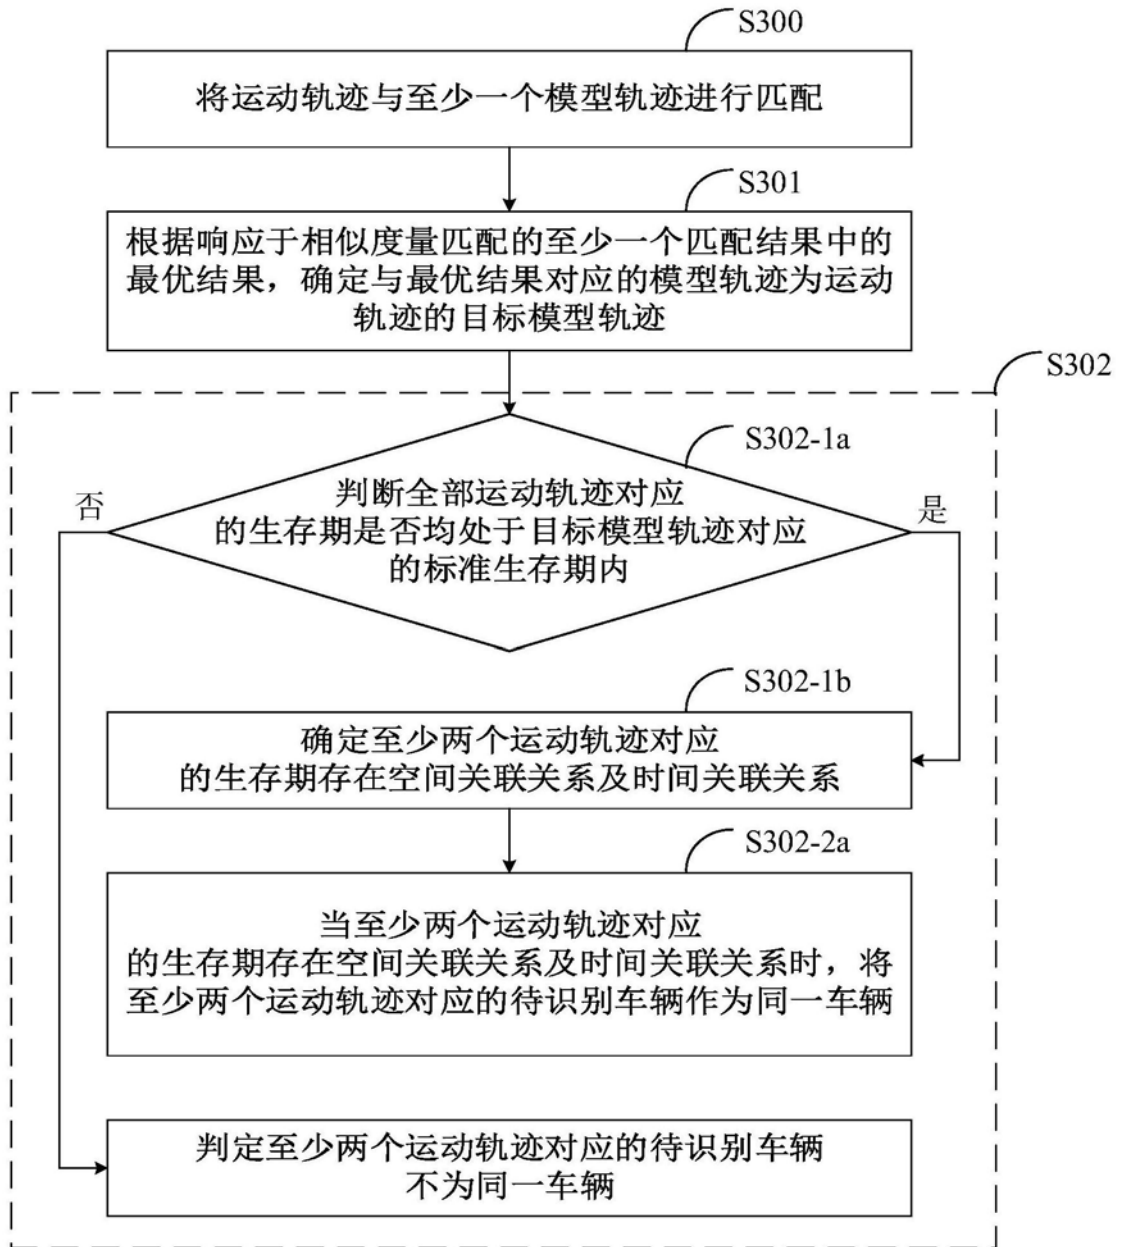 S300
将运动轨迹与至少一个模型轨迹进行匹配
S301
根据响应于相似度量匹配的至少一个匹配结果中的
最优结果，确定与最优结果对应的模型轨迹为运动
轨迹的目标模型轨迹
S302
S302-1a
判断全部运动轨迹对应
的生存期是否均处于目标模型轨迹对应
的标准生存期内
否
是
S302-1b
确定至少两个运动轨迹对应
的生存期存在空间关联关系及时间关联关系
S302-2a
当至少两个运动轨迹对应
的生存期存在空间关联关系及时间关联关系时，将
至少两个运动轨迹对应的待识别车辆作为同一车辆
判定至少两个运动轨迹对应的待识别车辆
不为同一车辆